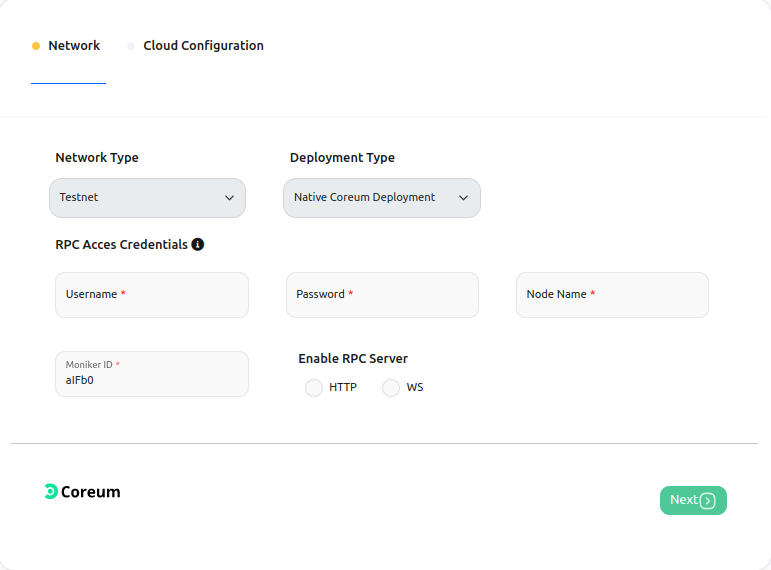 Network Cloud Configuration
Network Type Deployment Type
Testnet Native Coreum Deployment
RPC Acces Credentials
Username * Password * Node Name *
Moniker ID *
aIFb0
Enable RPC Server
HTTP WS
Coreum
Next